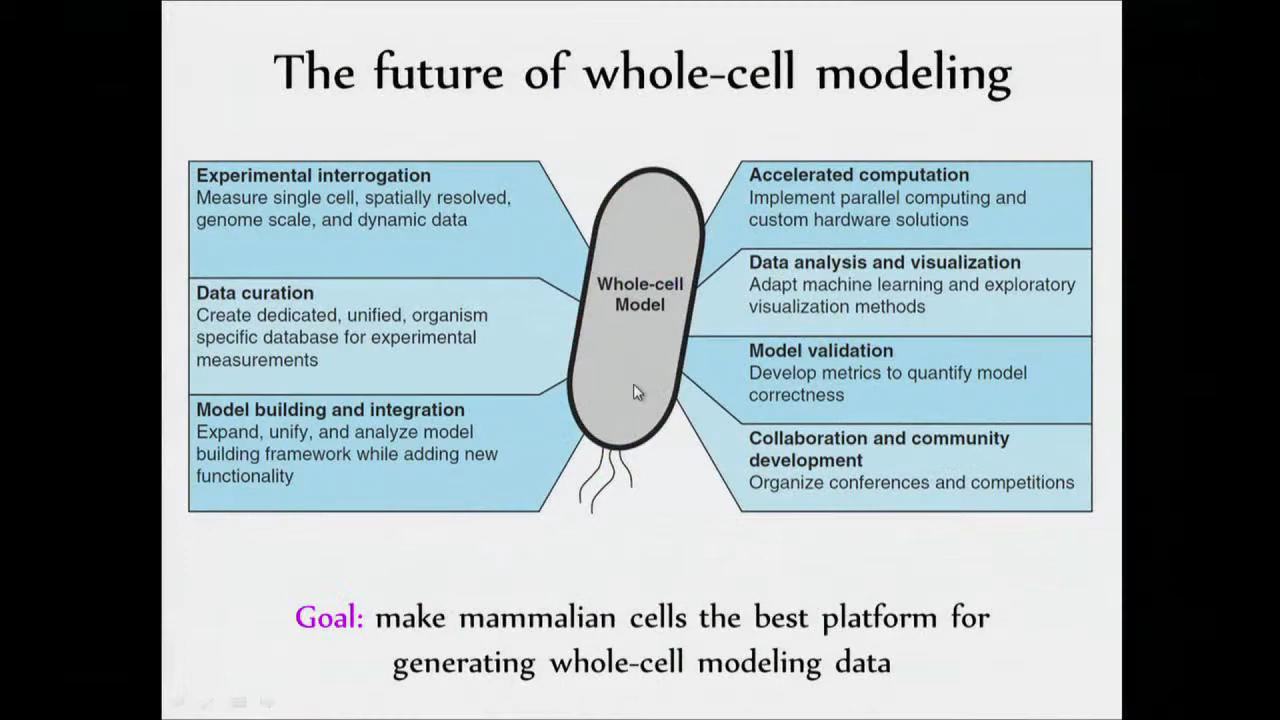 The future of whole-cell modeling
Experimental interrogation
Measure single cell, spatially resolved,
genome scale, and dynamic data
Data curation
Create dedicated, unified, organism
specific database for experimental
measurements
Model building and integration
Expand, unify, and analyze model
building framework while adding new
functionality
Whole-cell
Model
Accelerated computation
Implement parallel computing and
custom hardware solutions
Data analysis and visualization
Adapt machine learning and exploratory
visualization methods
Model validation
Develop metrics to quantify model
correctness
Collaboration and community
development
Organize conferences and competitions
Goal: make mammalian cells the best platform for
generating whole-cell modeling data